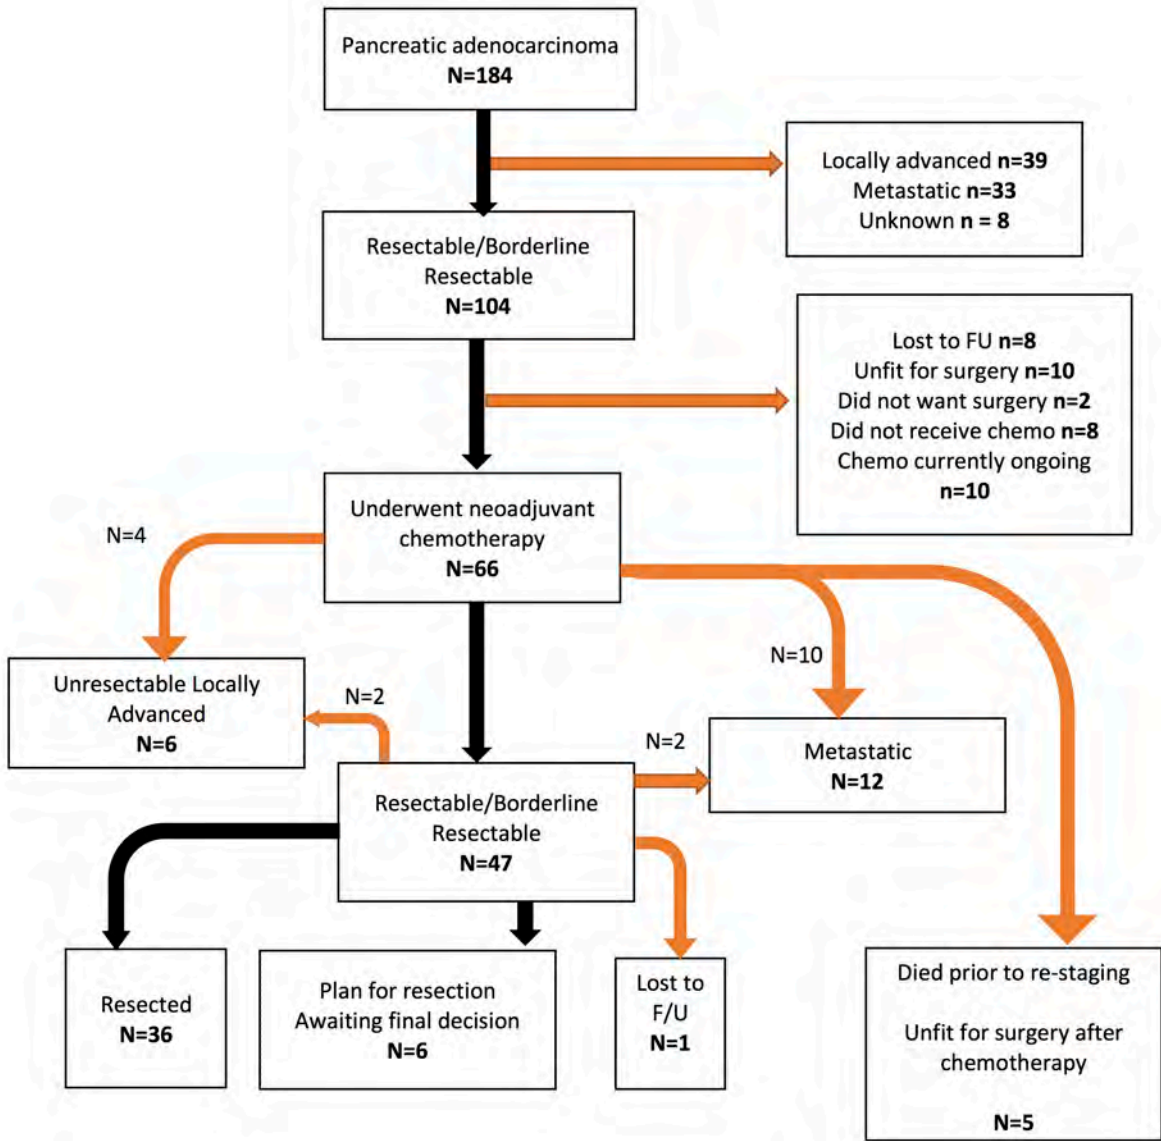 Pancreatic adenocarcinoma
N=184
Locally advanced n=39
Metastatic n=33
Unknown n = 8
Resectable/Borderline
Resectable
N=104
Lost to FU n=8
Unfit for surgery n=10
Did not want surgery n=2
Did not receive chemo n=8
Chemo currently ongoing
n=10
Underwent neoadjuvant
chemotherapy
N=66
N=4
N=10
Unresectable Locally
Advanced
N=6
N=2
N=2
Metastatic
N=12
Resectable/Borderline
Resectable
N=47
Resected
N=36
Plan for resection
Awaiting final decision
N=6
Lost to
F/U
N=1
Died prior to re-staging
Unfit for surgery after
chemotherapy
N=5